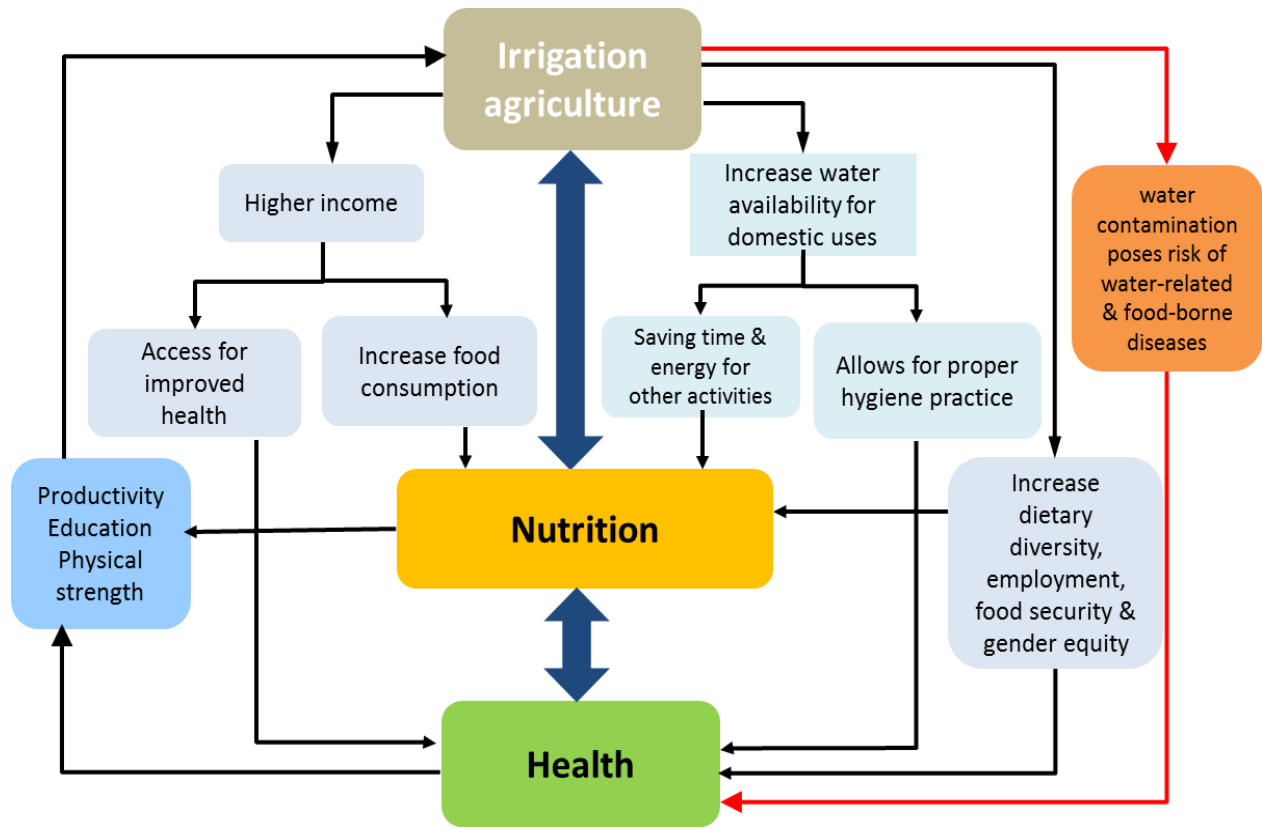 Irrigation
agriculture
Higher income
Increase water
availability for
domestic uses
water
contamination
poses risk of
water-related
& food-borne
diseases
Access for
improved
health
Increase food
consumption
Saving time &
energy for
other activities
Allows for proper
hygiene practice
Productivity
Education
Physical
strength
Nutrition
Increase
dietary
diversity,
employment,
food security &
gender equity
Health